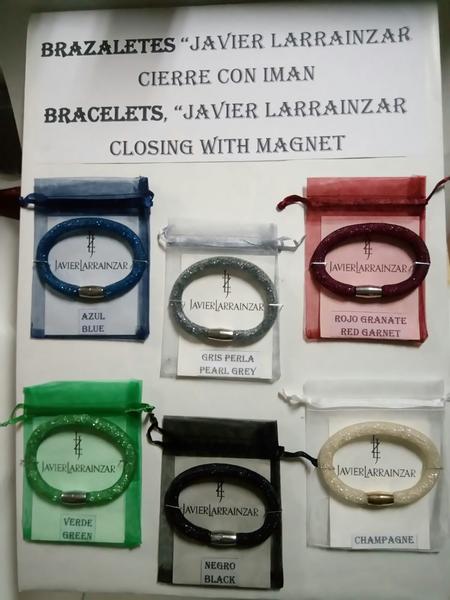 BRAZALETES “JAVIER LARRAINZAR
CIERRE CON IMAN
BRACELETS, “JAVIER LARRAINZAR
CLOSING WITH MAGNET
JAVIERLARRAINZAR
AZUL
BLUE
JAVIERLARRAINZAR
GRIS PERLA
PEARL GREY
JAVIERLARRAINZAR
ROJO GRANATE
RED GARNET
JAVIERLARRAINZAR
VERDE
GREEN
JAVIERLARRAINZAR
NEGRO
BLACK
JAVIERLARRAINZAR
CHAMPAGNE